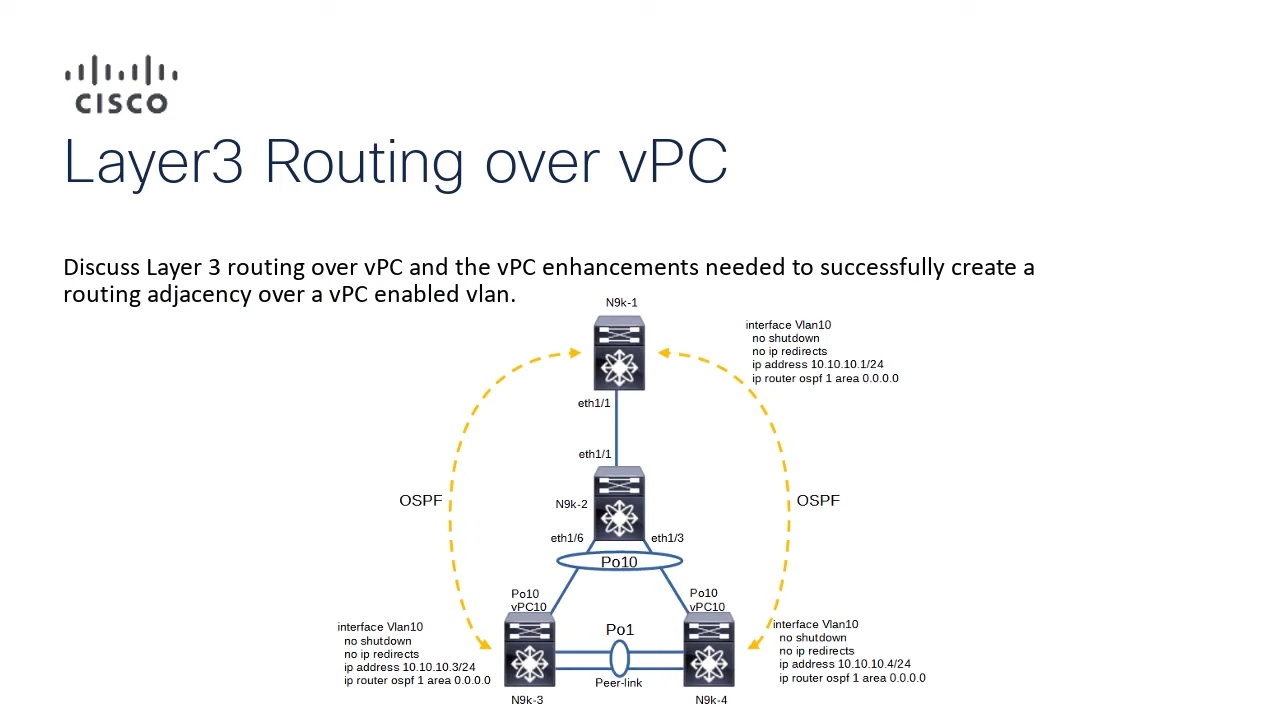 CISCO
Layer3 Routing over vPC
Discuss Layer 3 routing over vPC and the vPC enhancements needed to successfully create a
routing adjacency over a vPC enabled vlan.
N9k-1
interface Vlan10
no shutdown
no ip redirects
ip address 10.10.10.1/24
ip router ospf 1 area 0.0.0.0
eth1/1
eth1/1
OSPF
N9k-2
OSPF
eth1/6
eth1/3
Po10
Po10
vPC10
Po10
vPC10
interface Vlan10
no shutdown
no ip redirects
ip address 10.10.10.3/24
ip router ospf 1 area 0.0.0.0
Po1
Peer-link
interface Vlan10
no shutdown
no ip redirects
ip address 10.10.10.4/24
ip router ospf 1 area 0.0.0.0
N9k-3
N9k-4